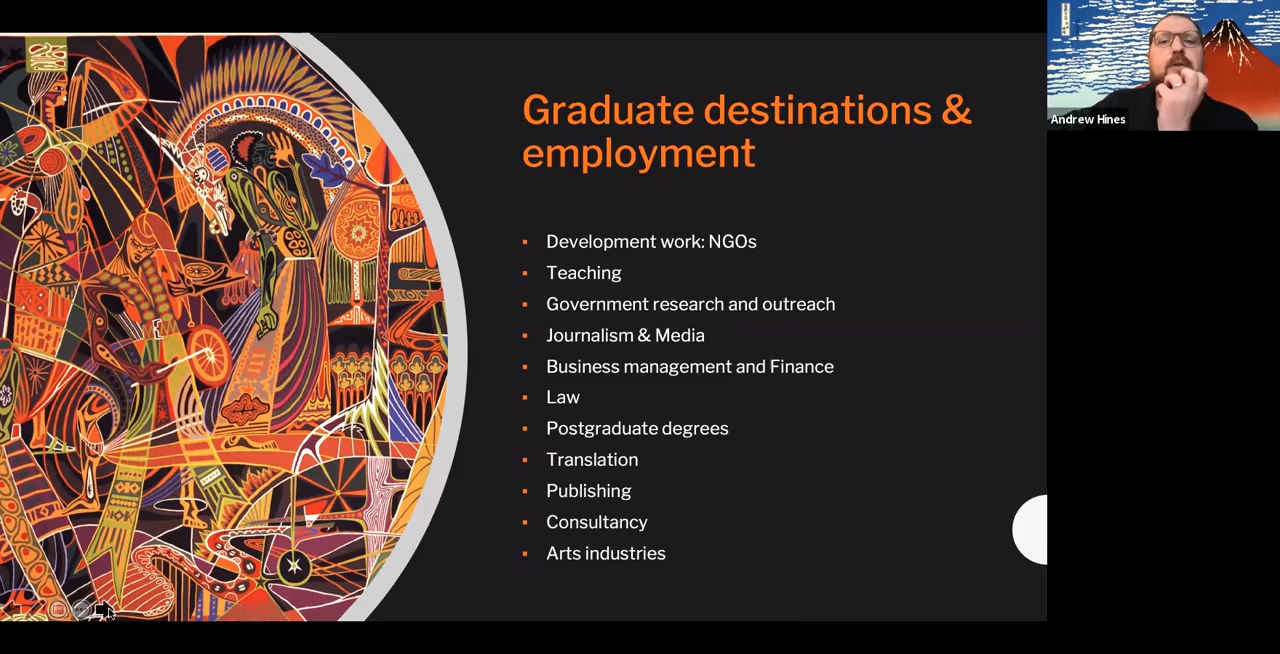 Graduate destinations &
employment
Development work: NGOs
Teaching
Government research and outreach
Journalism & Media
Business management and Finance
Law
Postgraduate degrees
Translation
Publishing
Consultancy
Arts industries
Andrew Hines